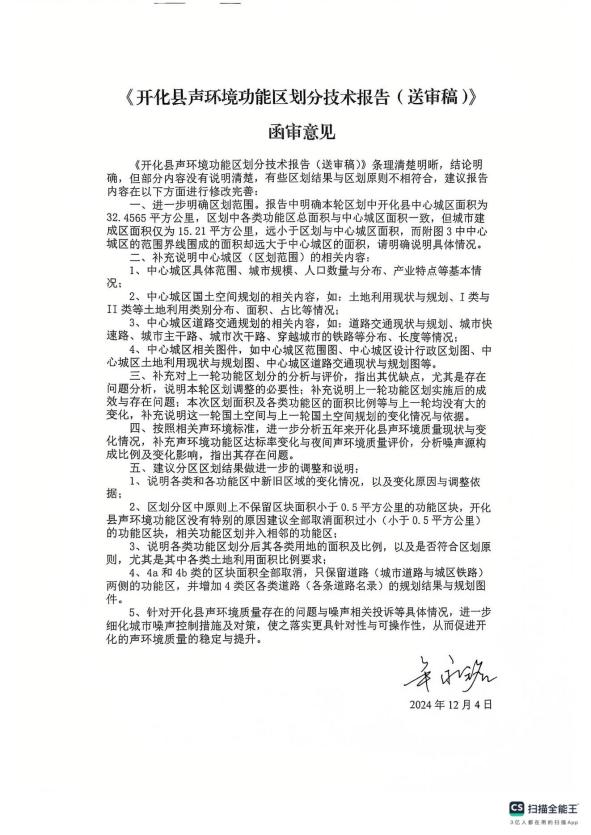 《开化县声环境功能区划分技术报告（送审稿）》
函审意见
《开化县声环境功能区划分技术报告（送审稿）》条理清楚明晰，结论明
确，但部分内容没有说明清楚，有些区划结果与区划原则不相符合，建议报告
内容在以下方面进行修改完善：
一、进一步明确区划范围。报告中明确本轮区划中开化县中心城区面积为
32.4565 平方公里，区划中各类功能区总面积与中心城区面积一致，但城市建
成区面积仅为 15.21 平方公里，远小于区划与中心城区面积，而附图 3 中中心
城区的范围界线围成的面积却远大于中心城区的面积，请明确说明具体情况。
二、补充说明中心城区（区划范围）的相关内容：
1、中心城区具体范围、城市规模、人口数量与分布、产业特点等基本情
况；
2、中心城区国土空间规划的相关内容，如：土地利用现状与规划、I 类与
II 类等土地利用类别分布、面积、占比等情况；
3、中心城区道路交通规划的相关内容，如：道路交通现状与规划、城市快
速路、城市主干路、城市次干路、穿越城市的铁路等分布、长度等情况；
4、中心城区相关图件，如中心城区范围图、中心城区设计行政区划图、中
心城区土地利用现状与规划图、中心城区道路交通现状与规划图等。
三、补充对上一轮功能区划分的分析与评价，指出其优缺点，尤其是存在
问题分析，说明本轮区划调整的必要性；补充说明上一轮功能区划实施后的成
效与存在问题；本次区划面积及各类功能区的面积比例等与上一轮均没有大的
变化，补充说明这一轮国土空间与上一轮国土空间规划的变化情况与依据。
四、按照相关环境标准，进一步分析五年来开化县声环境质量现状与变
化情况，补充声环境功能区达标率变化与夜间声环境质量评价，分析噪声源构
成比例及变化影响，指出其存在问题。
五、建议分区区划结果做进一步的调整和说明：
1、说明各类和各功能区中新旧区域的变化情况，以及变化原因与调整依
据；
2、区划分区中原则上不保留区块面积小于 0.5 平方公里的功能区块，开化
县声环境功能区没有特别的原因建议全部取消面积过小（小于 0.5 平方公里）
的功能区块，相关功能区划并入相邻的功能区；
3、说明各类功能区划分后其各类用地的面积及比例，以及是否符合区划原
则，尤其是其中各类土地利用面积比例要求；
4、4a 和 4b 类的区块面积全部取消，只保留道路（城市道路与城区铁路）
两侧的功能区，并增加 4 类区各类道路（各条道路名录）的规划结果与规划图
件。
5、针对开化县声环境质量存在的问题与噪声相关投诉等具体情况，进一步
细化城市噪声控制措施及对策，使之落实更具针对性与可操作性，从而促进开
化的声环境质量的稳定与提升。
2024 年 12 月 4 日
CS 扫描全能王
3亿人都在用的扫描App